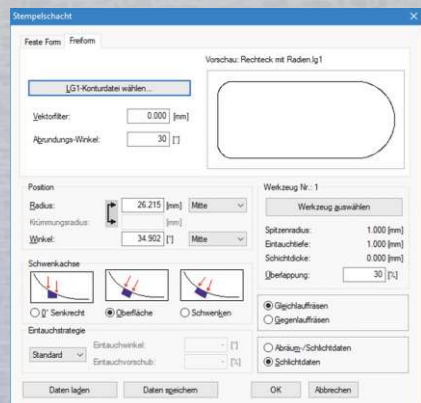 Stempelschacht
Feste Form Freiform
Vorschau: Rechteck mit Radien.lg1
LG1-Konturdatei wählen...
Vektorfilter: 0.000 [mm]
Abrundungs-Winkel: 30 [°]
Position
Radius: 26.215 [mm] Mitte
Krümmungsradius: [mm]
Winkel: 34.902 [°] Mitte
Werkzeug Nr.: 1
Werkzeug auswählen
Spitzenradius: 1.000 [mm]
Eintauchtiefe: 1.000 [mm]
Schichtdicke: 0.000 [mm]
Überlappung: 30 [%]
Schwenkachse
0° Senkrecht Oberfläche Schwenken
Gleichlauffräsen
Gegenlauffräsen
Eintauchstrategie
Standard
Eintauchwinkel: - [°]
Eintauchvorschub: - [%]
Abräum-/Schlichtdaten
Schlichtdaten
Daten laden Daten speichern OK Abbrechen